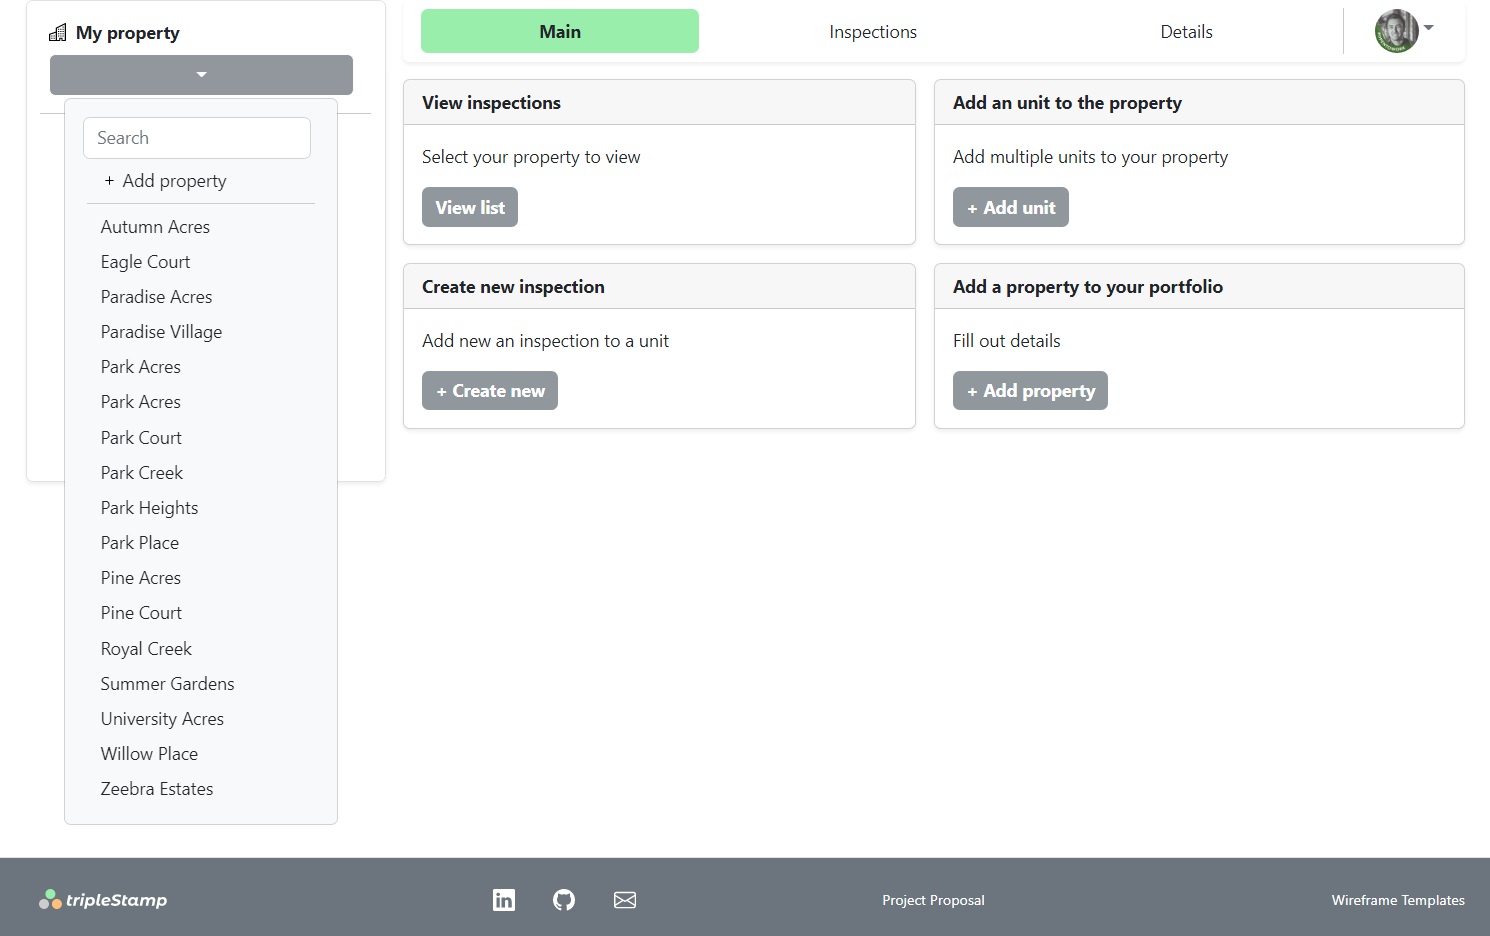 My property
Search
+ Add property
Autumn Acres
Eagle Court
Paradise Acres
Paradise Village
Park Acres
Park Acres
Park Court
Park Creek
Park Heights
Park Place
Pine Acres
Pine Court
Royal Creek
Summer Gardens
University Acres
Willow Place
Zeebra Estates
Main
Inspections
Details
View inspections
Select your property to view
View list
Add an unit to the property
Add multiple units to your property
+ Add unit
Create new inspection
Add new an inspection to a unit
+ Create new
Add a property to your portfolio
Fill out details
+ Add property
tripleStamp
in
Project Proposal
Wireframe Templates